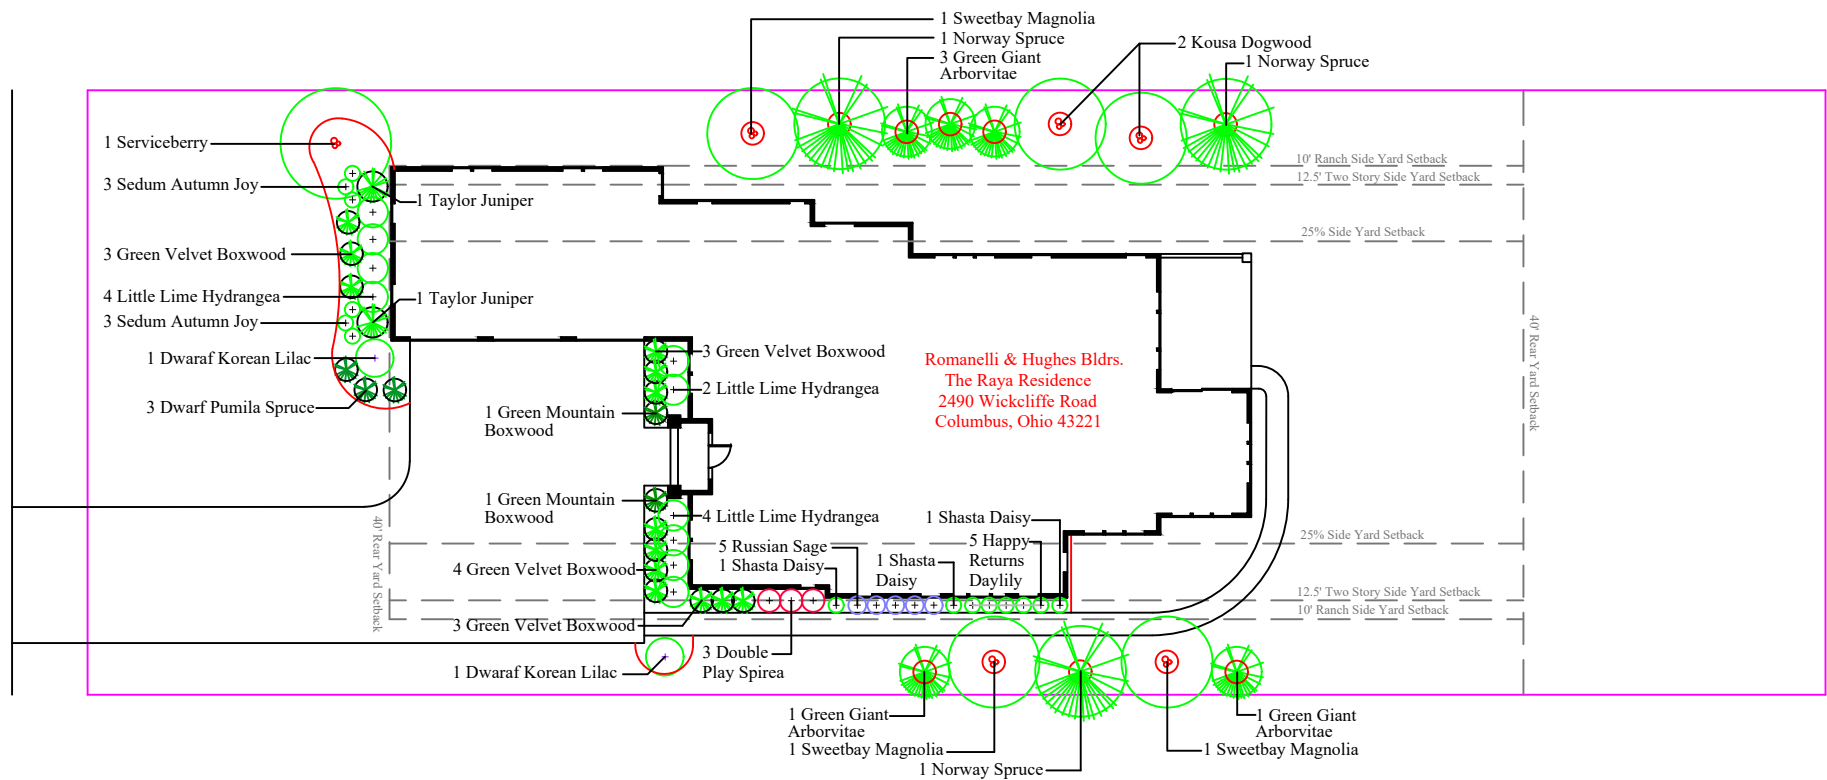 1 Sweetbay Magnolia
1 Norway Spruce
3 Green Giant
Arborvitae
2 Kousa Dogwood
1 Norway Spruce
1 Serviceberry
3 Sedum Autumn Joy
1 Taylor Juniper
3 Green Velvet Boxwood
4 Little Lime Hydrangea
1 Taylor Juniper
3 Sedum Autumn Joy
1 Dwaraf Korean Lilac
3 Dwarf Pumila Spruce
10' Ranch Side Yard Setback
12.5' Two Story Side Yard Setback
25% Side Yard Setback
40' Rear Yard Setback
3 Green Velvet Boxwood
2 Little Lime Hydrangea
1 Green Mountain
Boxwood
Romanelli & Hughes Bldrs.
The Raya Residence
2490 Wickcliffe Road
Columbus, Ohio 43221
1 Green Mountain
Boxwood
4 Little Lime Hydrangea
1 Shasta Daisy
5 Russian Sage
1 Shasta Daisy
1 Shasta
Daisy
5 Happy
Returns
Daylily
4 Green Velvet Boxwood
40' Rear Yard Setback
25% Side Yard Setback
12.5' Two Story Side Yard Setback
10' Ranch Side Yard Setback
3 Green Velvet Boxwood
3 Double
Play Spirea
1 Dwaraf Korean Lilac
1 Green Giant
Arborvitae
1 Sweetbay Magnolia
1 Norway Spruce
1 Green Giant
Arborvitae
1 Sweetbay Magnolia